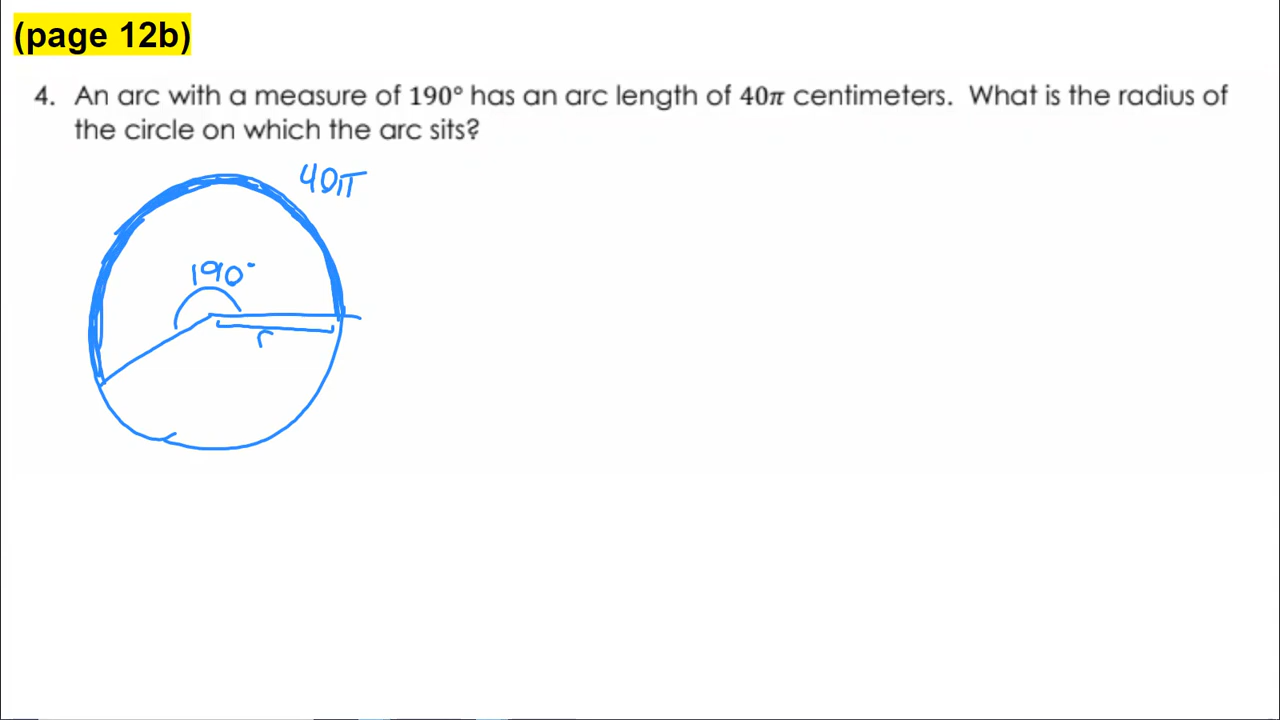 (page 12b)
4. An arc with a measure of 190° has an arc length of 40π centimeters. What is the radius of
the circle on which the arc sits?
40π
190°
r